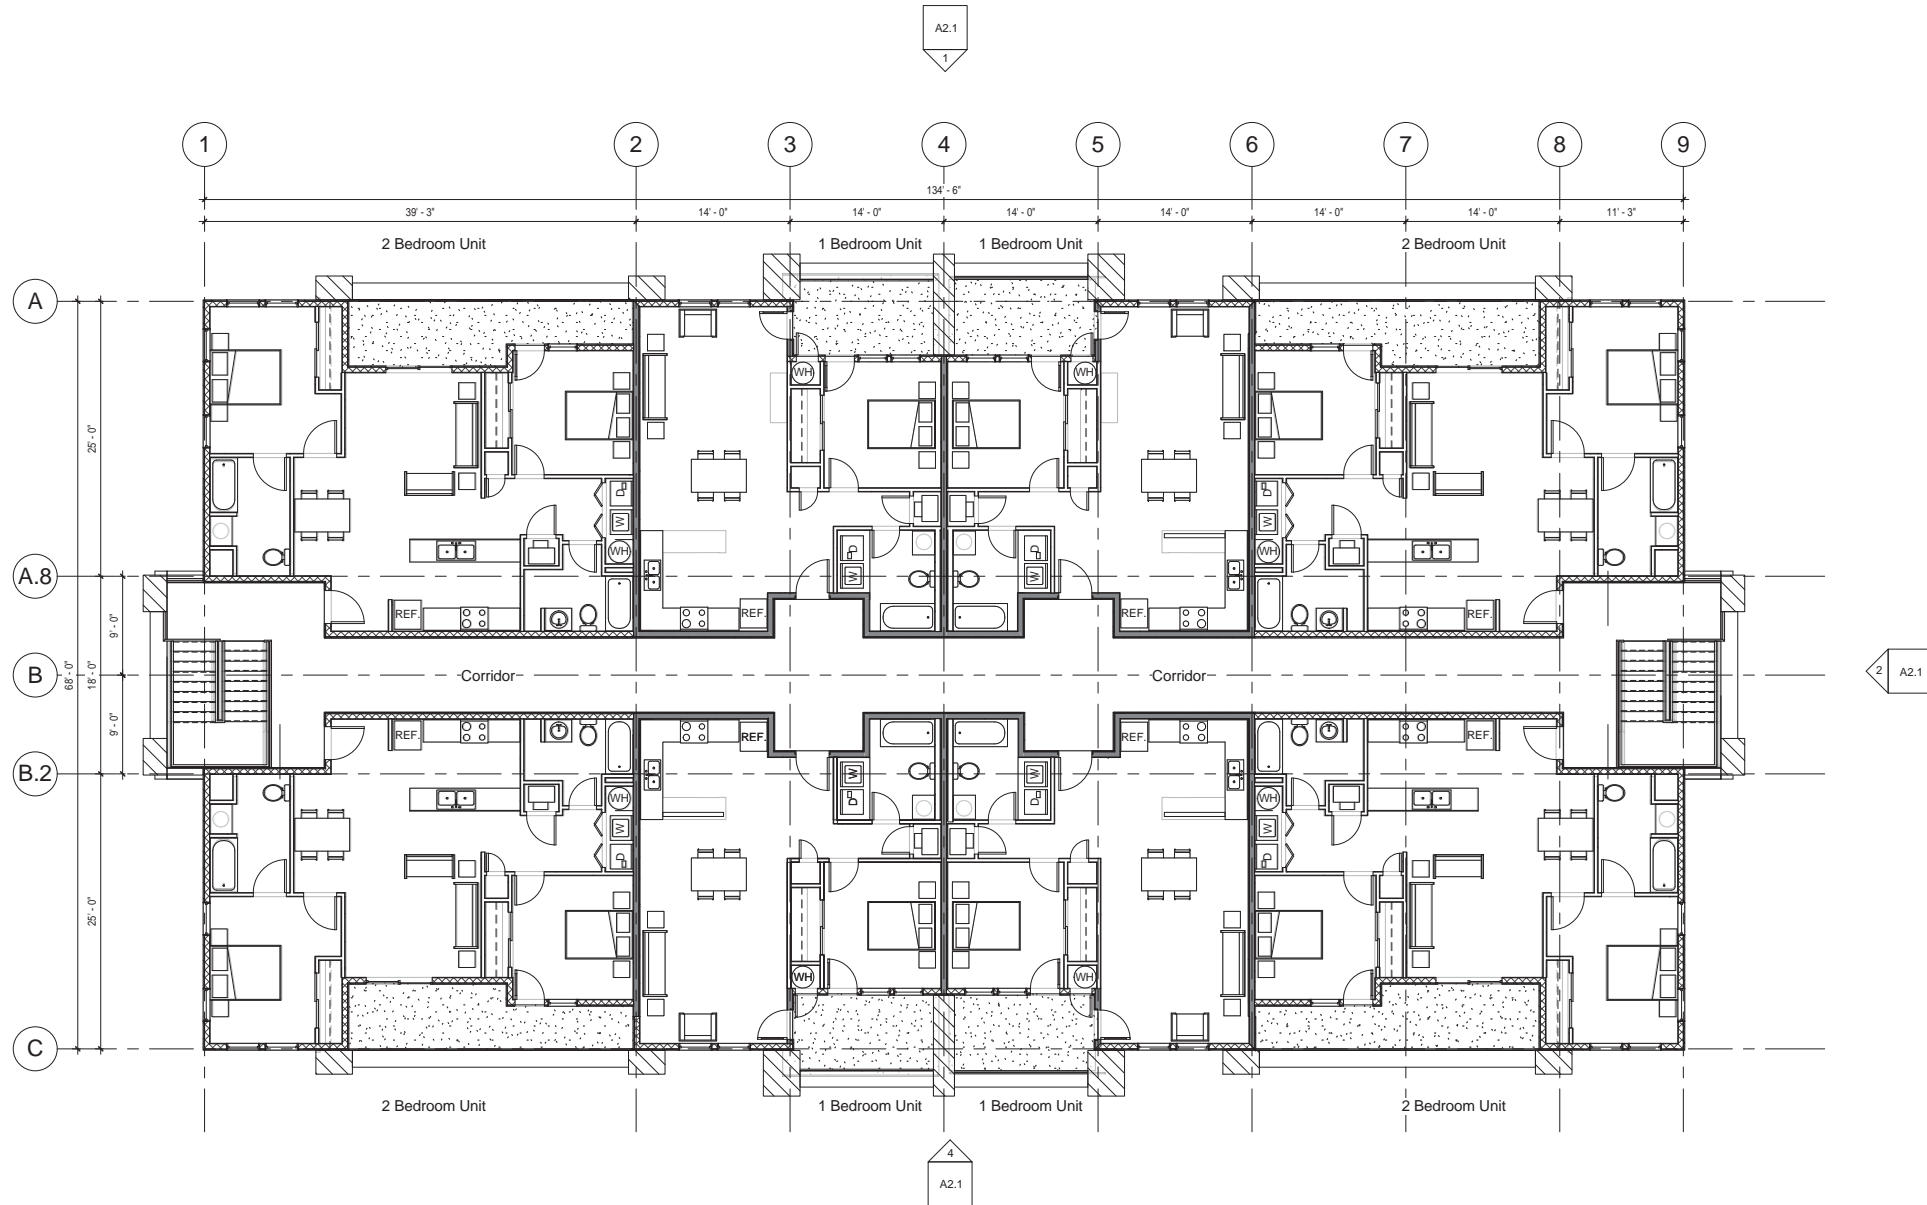 A2.1
1
1
2
3
4
5
6
7
8
9
134' - 6"
39' - 3"
14' - 0"
14' - 0"
14' - 0"
14' - 0"
14' - 0"
14' - 0"
11' - 3"
2 Bedroom Unit
1 Bedroom Unit
1 Bedroom Unit
2 Bedroom Unit
A
WH
WH
25' - 0"
D
W
WH
D
W
WH
D
W
D
W
A.8
REF.
REF.
REF.
REF.
9' - 0"
68' - 0"
18' - 0"
B
Corridor
Corridor
2
A2.1
9' - 0"
REF.
REF.
REF.
REF.
B.2
W
D
W
D
WH
W
D
WH
W
D
25' - 0"
WH
WH
C
2 Bedroom Unit
1 Bedroom Unit
1 Bedroom Unit
2 Bedroom Unit
4
A2.1